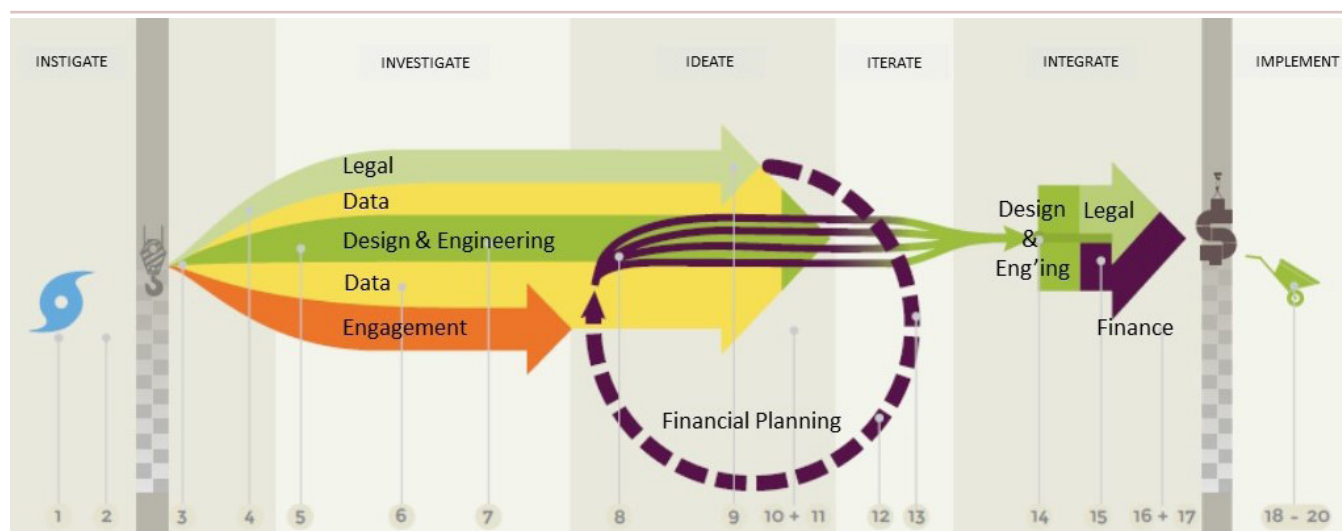 INSTIGATE
INVESTIGATE
IDEATE
ITERATE
INTEGRATE
IMPLEMENT
Legal
Data
Design & Engineering
Data
Engagement
Financial Planning
Design
&
Eng'ing
Legal
Finance
1 2 3 4 5 6 7 8 9 10 + 11 12 13 14 15 16 + 17 18 - 20